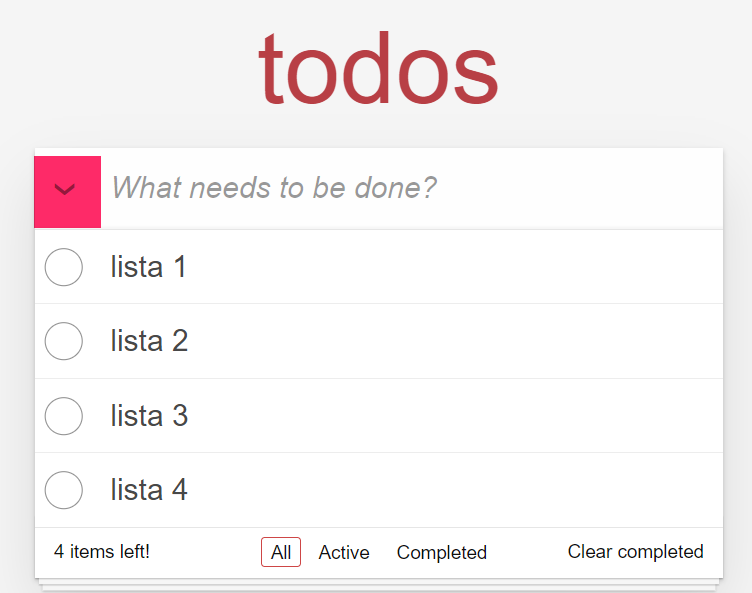 todos
What needs to be done?
lista 1
lista 2
lista 3
lista 4
4 items left! All Active Completed Clear completed